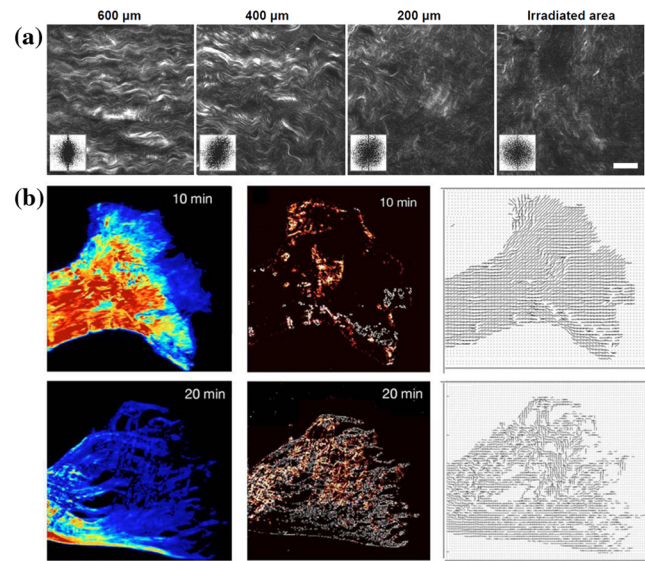 600 µm 400 µm 200 µm Irradiated area
(a)
(b)
10 min 10 min
20 min 20 min